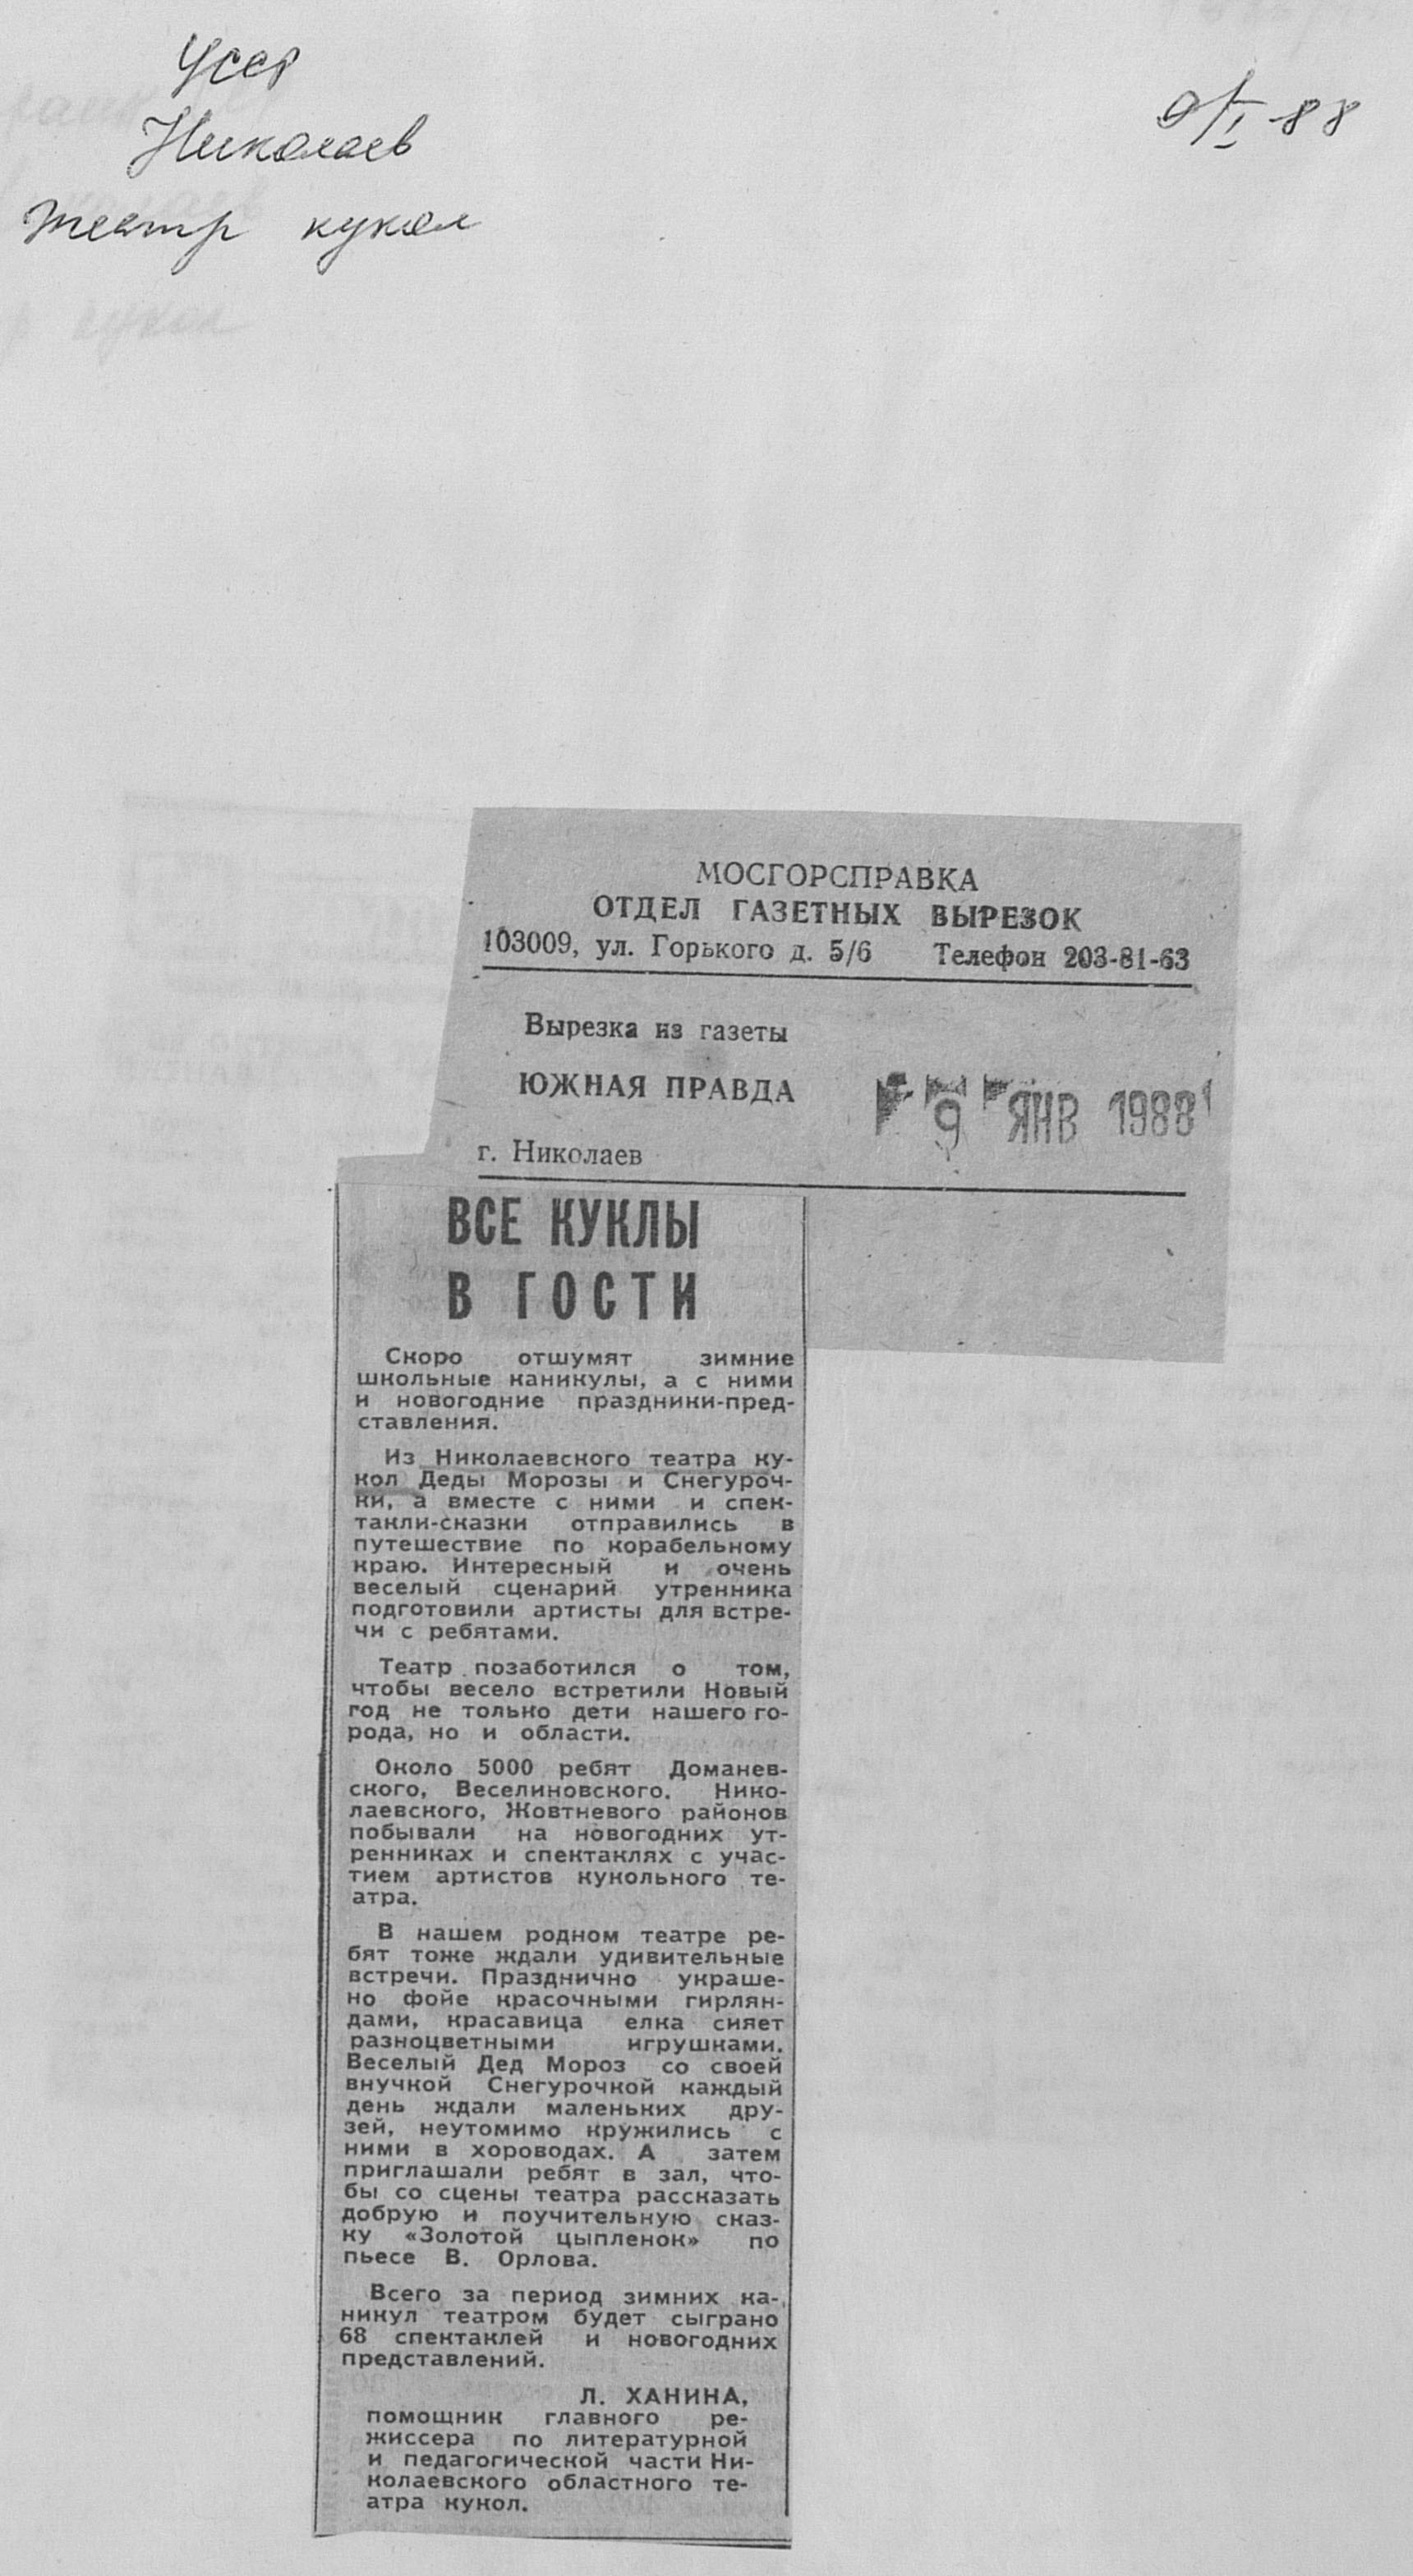 УССР
Николаев
Театр кукол
9/I-88
МОСГОРСПРАВКА
ОТДЕЛ ГАЗЕТНЫХ ВЫРЕЗОК
103009, ул. Горького д. 5/6 Телефон 203-81-63
Вырезка из газеты
ЮЖНАЯ ПРАВДА
9 ЯНВ 1988
г. Николаев
ВСЕ КУКЛЫ
В ГОСТИ
Скоро отшумят зимние
школьные каникулы, а с ними
и новогодние праздники-пред-
ставления.
Из Николаевского театра ку-
кол Деды Морозы и Снегуроч-
ки, а вместе с ними и спек-
такли-сказки отправились в
путешествие по корабельному
краю. Интересный и очень
веселый сценарий утренника
подготовили артисты для встре-
чи с ребятами.
Театр позаботился о том,
чтобы весело встретили Новый
год не только дети нашего го-
рода, но и области.
Около 5000 ребят Доманев-
ского, Веселиновского, Нико-
лаевского, Жовтневого районов
побывали на новогодних ут-
ренниках и спектаклях с учас-
тием артистов кукольного те-
атра.
В нашем родном театре ре-
бят тоже ждали удивительные
встречи. Празднично украше-
но фойе красочными гирлян-
дами, красавица елка сияет
разноцветными игрушками.
Веселый Дед Мороз со своей
внучкой Снегурочкой каждый
день ждали маленьких дру-
зей, неутомимо кружились с
ними в хороводах. А затем
приглашали ребят в зал, что-
бы со сцены театра рассказать
добрую и поучительную сказ-
ку «Золотой цыпленок» по
пьесе В. Орлова.
Всего за период зимних ка-
никул театром будет сыграно
68 спектаклей и новогодних
представлений.
Л. ХАНИНА,
помощник главного ре-
жиссера по литературной
и педагогической части Ни-
колаевского областного те-
атра кукол.